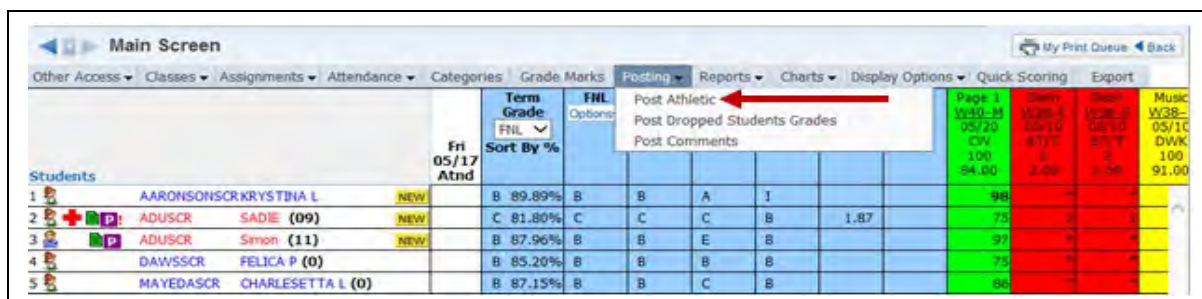 Main Screen
My Print Queue Back
Other Access Classes Assignments Attendance Categories Grade Marks Posting Reports Charts Display Options Quick Scoring Export
Post Athletic
Post Dropped Students Grades
Post Comments
Students
Fri
05/17
Atnd
Term
Grade
FNL
Sort By %
FNL
Options
Page 1
W40-M
05/20
CW
100
94.00
Music
W38-
05/10
DWK
100
91.00
1 AARONSONSCR KRYSTINA L NEW B 89.89% B B A I 98
2 P! ADUSCR SADIE (09) NEW C 81.80% C C C B 1.87 75
3 P ADUSCR Simon (11) NEW B 87.96% B B E B 97
4 DAWSSCR FELICA P (0) B 85.20% B B B B 75
5 MAYEDASCR CHARLESETTA L (0) B 87.15% B B C B 86